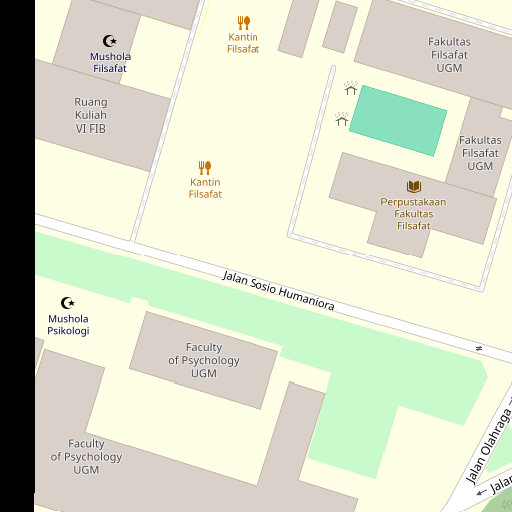 Kantin
Filsafat
Fakultas
Filsafat
UGM
Mushola
Filsafat
Ruang
Kuliah
VI FIB
Fakultas
Filsafat
UGM
Kantin
Filsafat
Perpustakaan
Fakultas
Filsafat
Jalan Sosio Humaniora
Mushola
Psikologi
Faculty
of Psychology
UGM
Faculty
of Psychology
UGM
Jalan Olahraga
Jalan